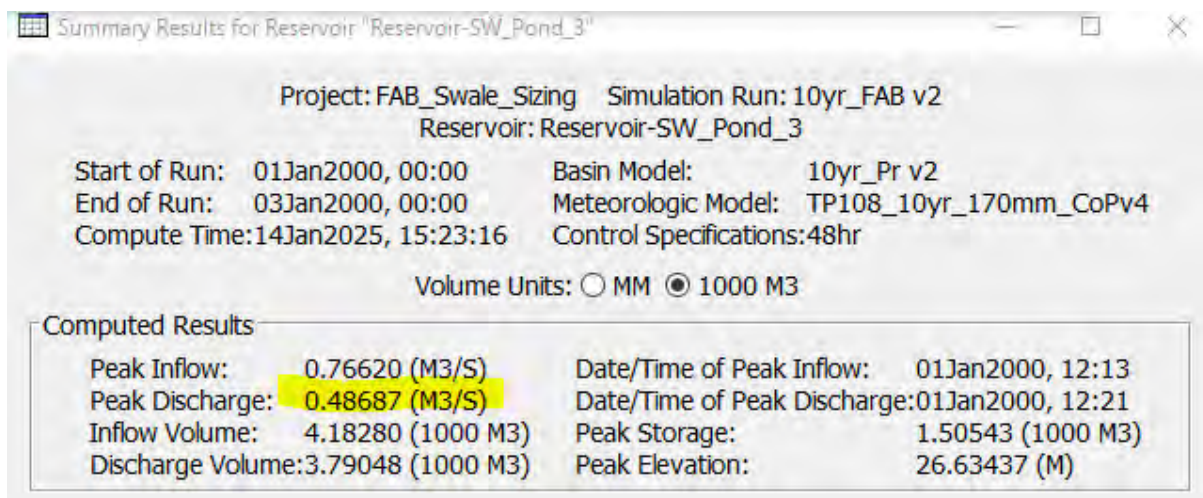 Summary Results for Reservoir "Reservoir-SW_Pond_3"
Project: FAB_Swale_Sizing Simulation Run: 10yr_FAB v2
Reservoir: Reservoir-SW_Pond_3
Start of Run: 01Jan2000, 00:00 Basin Model: 10yr_Pr v2
End of Run: 03Jan2000, 00:00 Meteorologic Model: TP108_10yr_170mm_CoPv4
Compute Time:14Jan2025, 15:23:16 Control Specifications:48hr
Volume Units: MM 1000 M3
Computed Results
Peak Inflow: 0.76620 (M3/S) Date/Time of Peak Inflow: 01Jan2000, 12:13
Peak Discharge: 0.48687 (M3/S) Date/Time of Peak Discharge:01Jan2000, 12:21
Inflow Volume: 4.18280 (1000 M3) Peak Storage: 1.50543 (1000 M3)
Discharge Volume:3.79048 (1000 M3) Peak Elevation: 26.63437 (M)